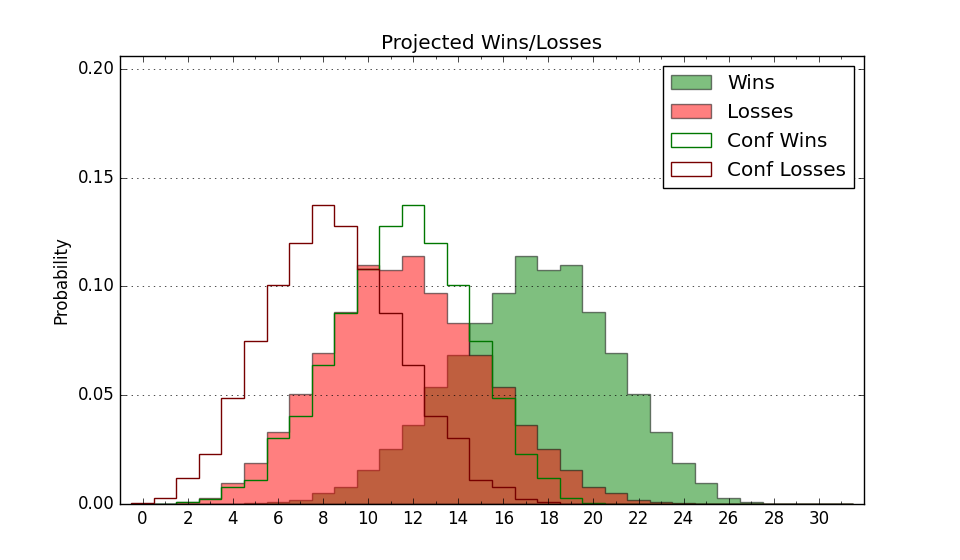 Projected Wins/Losses
0.20
0.15
0.10
0.05
0.00
Probability
Wins
Losses
Conf Wins
Conf Losses
0 2 4 6 8 10 12 14 16 18 20 22 24 26 28 30